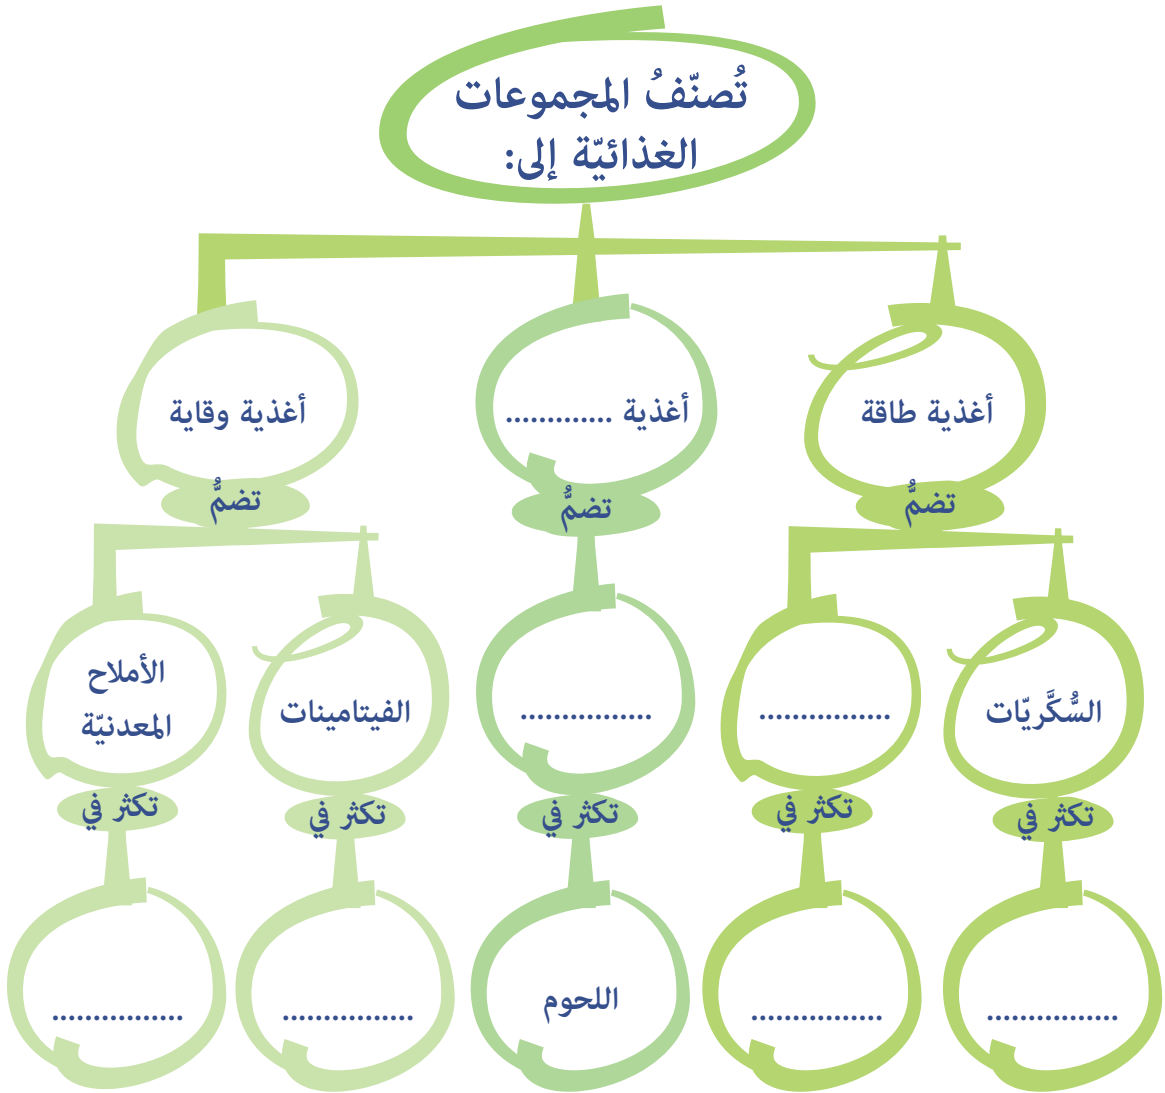 تُصنّفُ المجموعات
الغذائيّة إلى:
أغذية طاقة
أغذية .............
أغذية وقاية
تضمُّ
تضمُّ
تضمُّ
السُّكَّريّات
................
................
الفيتامينات
الأملاح
المعدنيّة
تكثر في
تكثر في
تكثر في
تكثر في
تكثر في
................
................
اللحوم
................
................